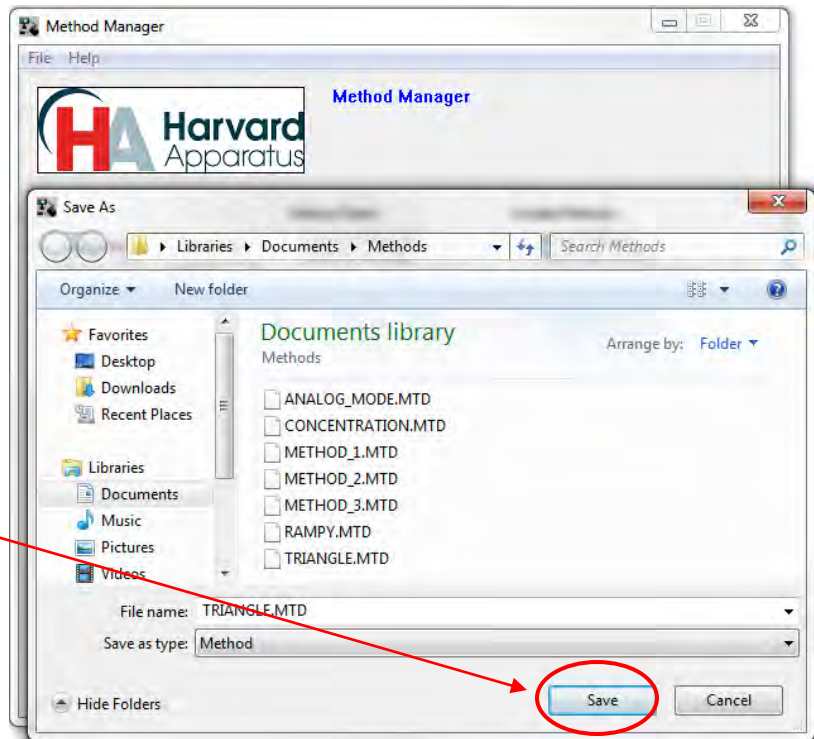 Method Manager
File Help
HA Harvard Apparatus
Method Manager
Save As
Libraries Documents Methods
Search Methods
Organize New folder
Favorites
Desktop
Downloads
Recent Places
Libraries
Documents
Music
Pictures
Videos
Documents library
Methods
Arrange by: Folder
ANALOG_MODE.MTD
CONCENTRATION.MTD
METHOD_1.MTD
METHOD_2.MTD
METHOD_3.MTD
RAMPY.MTD
TRIANGLE.MTD
File name: TRIANGLE.MTD
Save as type: Method
Hide Folders
Save Cancel